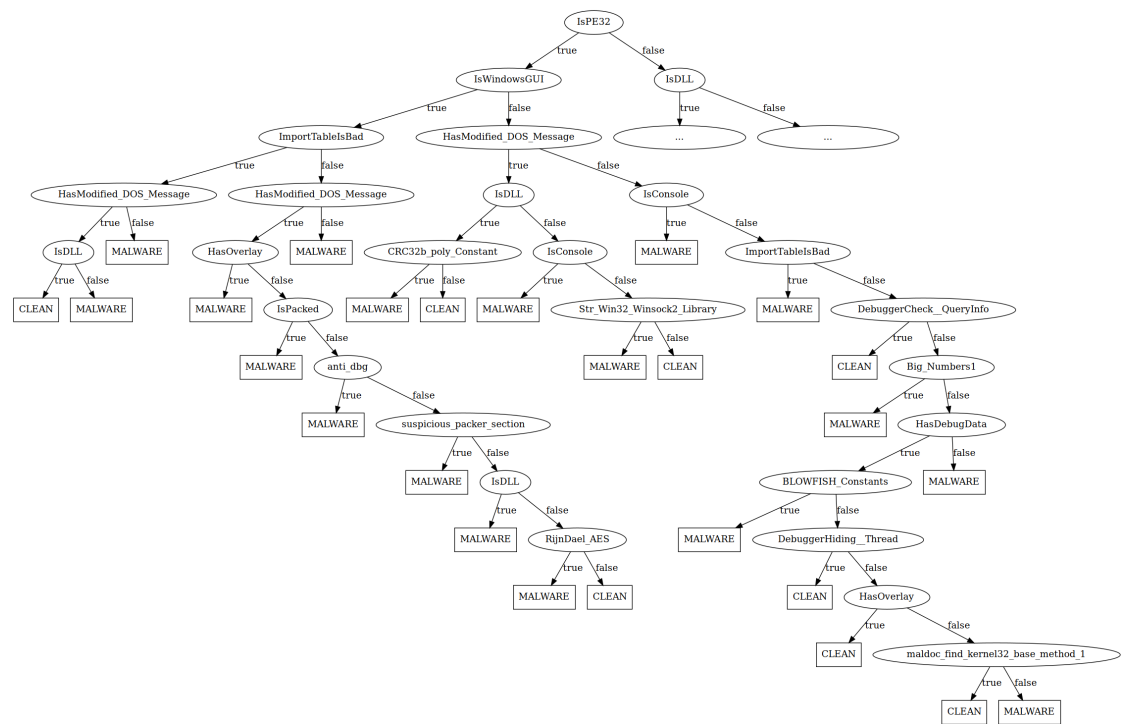 IsPE32
true
false
IsWindowsGUI
IsDLL
true
false
true
false
ImportTableIsBad
HasModified_DOS_Message
...
...
true
false
true
false
HasModified_DOS_Message
HasModified_DOS_Message
IsDLL
IsConsole
true
false
true
false
true
false
true
false
IsDLL
MALWARE
HasOverlay
MALWARE
CRC32b_poly_Constant
IsConsole
MALWARE
ImportTableIsBad
true
false
true
false
true
false
true
false
true
false
CLEAN
MALWARE
MALWARE
IsPacked
MALWARE
CLEAN
MALWARE
Str_Win32_Winsock2_Library
MALWARE
DebuggerCheck__QueryInfo
true
false
true
false
true
false
MALWARE
anti_dbg
MALWARE
CLEAN
CLEAN
Big_Numbers1
true
false
true
false
MALWARE
suspicious_packer_section
MALWARE
HasDebugData
true
false
true
false
MALWARE
IsDLL
BLOWFISH_Constants
MALWARE
true
false
true
false
MALWARE
RijnDael_AES
MALWARE
DebuggerHiding__Thread
true
false
true
false
MALWARE
CLEAN
CLEAN
HasOverlay
true
false
CLEAN
maldoc_find_kernel32_base_method_1
true
false
CLEAN
MALWARE